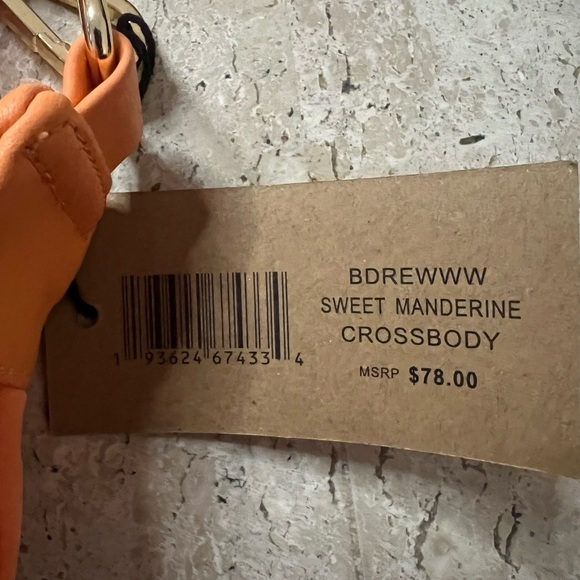 BDREWWW
SWEET MANDERINE
CROSSBODY
MSRP $78.00
1 93624 67433 4